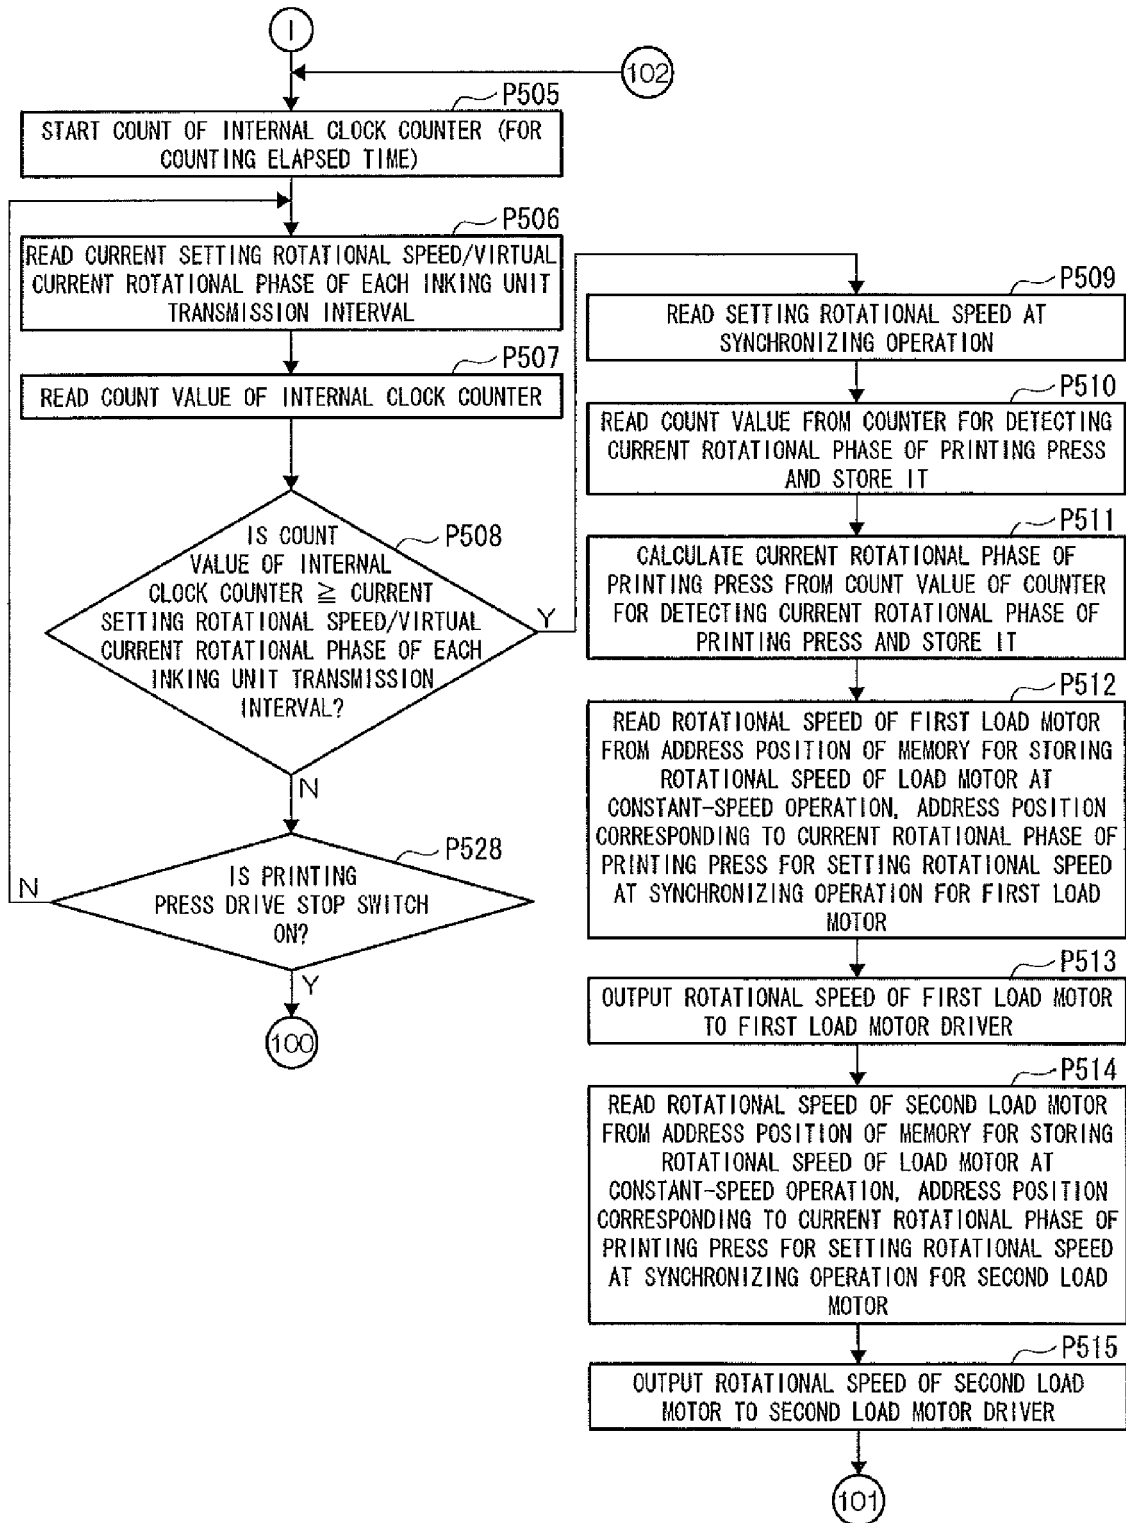 I
102
P505
START COUNT OF INTERNAL CLOCK COUNTER (FOR
COUNTING ELAPSED TIME)
P506
READ CURRENT SETTING ROTATIONAL SPEED/VIRTUAL
CURRENT ROTATIONAL PHASE OF EACH INKING UNIT
TRANSMISSION INTERVAL
P507
READ COUNT VALUE OF INTERNAL CLOCK COUNTER
P508
IS COUNT
VALUE OF INTERNAL
CLOCK COUNTER ≧ CURRENT
SETTING ROTATIONAL SPEED/VIRTUAL
CURRENT ROTATIONAL PHASE OF EACH
INKING UNIT TRANSMISSION
INTERVAL?
Y
N
P528
IS PRINTING
PRESS DRIVE STOP SWITCH
ON?
N
Y
100
P509
READ SETTING ROTATIONAL SPEED AT
SYNCHRONIZING OPERATION
P510
READ COUNT VALUE FROM COUNTER FOR DETECTING
CURRENT ROTATIONAL PHASE OF PRINTING PRESS
AND STORE IT
P511
CALCULATE CURRENT ROTATIONAL PHASE OF
PRINTING PRESS FROM COUNT VALUE OF COUNTER
FOR DETECTING CURRENT ROTATIONAL PHASE OF
PRINTING PRESS AND STORE IT
P512
READ ROTATIONAL SPEED OF FIRST LOAD MOTOR
FROM ADDRESS POSITION OF MEMORY FOR STORING
ROTATIONAL SPEED OF LOAD MOTOR AT
CONSTANT-SPEED OPERATION, ADDRESS POSITION
CORRESPONDING TO CURRENT ROTATIONAL PHASE OF
PRINTING PRESS FOR SETTING ROTATIONAL SPEED
AT SYNCHRONIZING OPERATION FOR FIRST LOAD
MOTOR
P513
OUTPUT ROTATIONAL SPEED OF FIRST LOAD MOTOR
TO FIRST LOAD MOTOR DRIVER
P514
READ ROTATIONAL SPEED OF SECOND LOAD MOTOR
FROM ADDRESS POSITION OF MEMORY FOR STORING
ROTATIONAL SPEED OF LOAD MOTOR AT
CONSTANT-SPEED OPERATION, ADDRESS POSITION
CORRESPONDING TO CURRENT ROTATIONAL PHASE OF
PRINTING PRESS FOR SETTING ROTATIONAL SPEED
AT SYNCHRONIZING OPERATION FOR SECOND LOAD
MOTOR
P515
OUTPUT ROTATIONAL SPEED OF SECOND LOAD
MOTOR TO SECOND LOAD MOTOR DRIVER
101